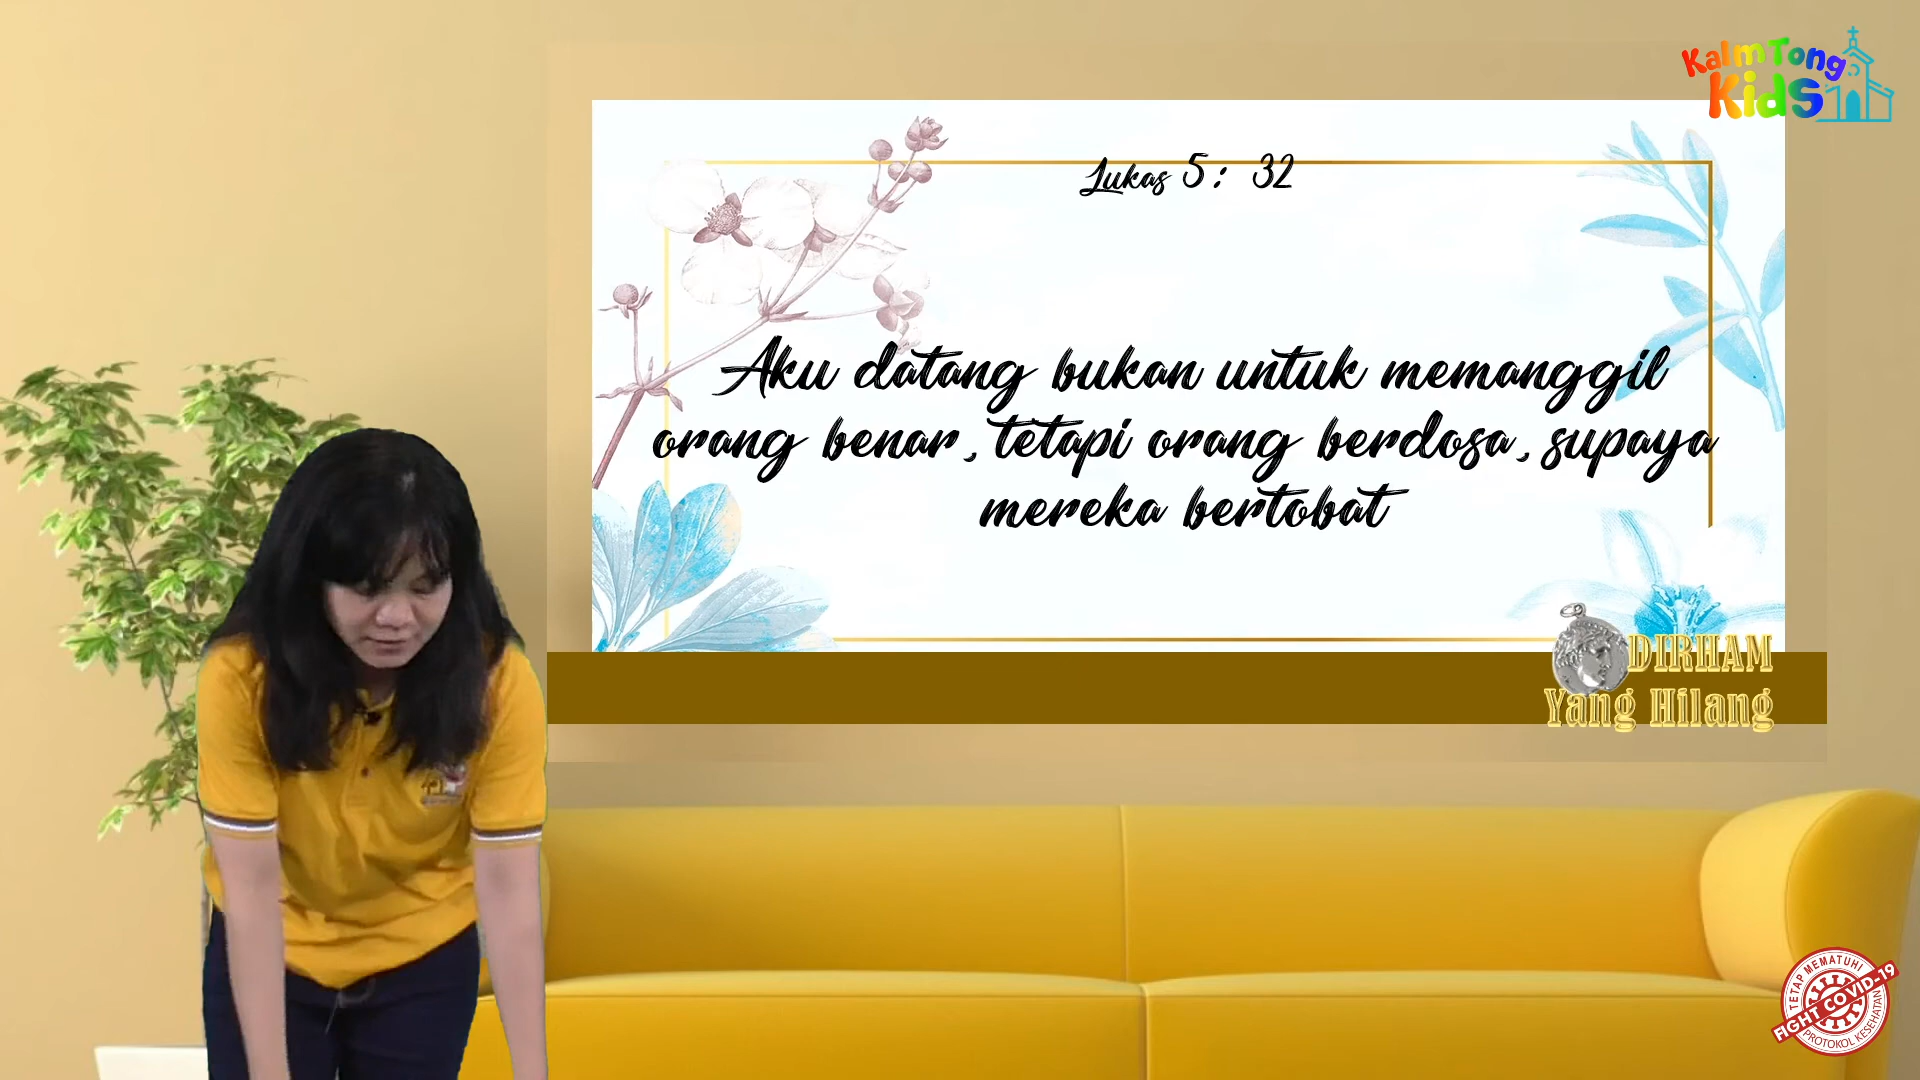 KalmTong
Kids
Lukas 5 : 32
Aku datang bukan untuk memanggil
orang benar, tetapi orang berdosa, supaya
mereka bertobat
DIRHAM
Yang Hilang
TETAP MEMATUHI
FIGHT COVID-19
PROTOKOL KESEHATAN